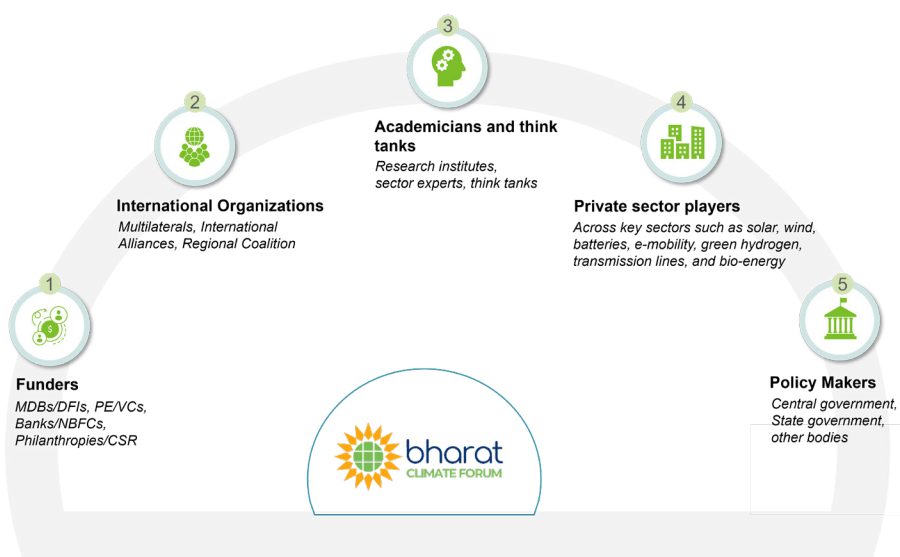 1
Funders
MDBs/DFIs, PE/VCs,
Banks/NBFCs,
Philanthropies/CSR
2
International Organizations
Multilaterals, International
Alliances, Regional Coalition
3
Academicians and think
tanks
Research institutes,
sector experts, think tanks
4
Private sector players
Across key sectors such as solar, wind,
batteries, e-mobility, green hydrogen,
transmission lines, and bio-energy
5
Policy Makers
Central government,
State government,
other bodies
$
bharat
CLIMATE FORUM